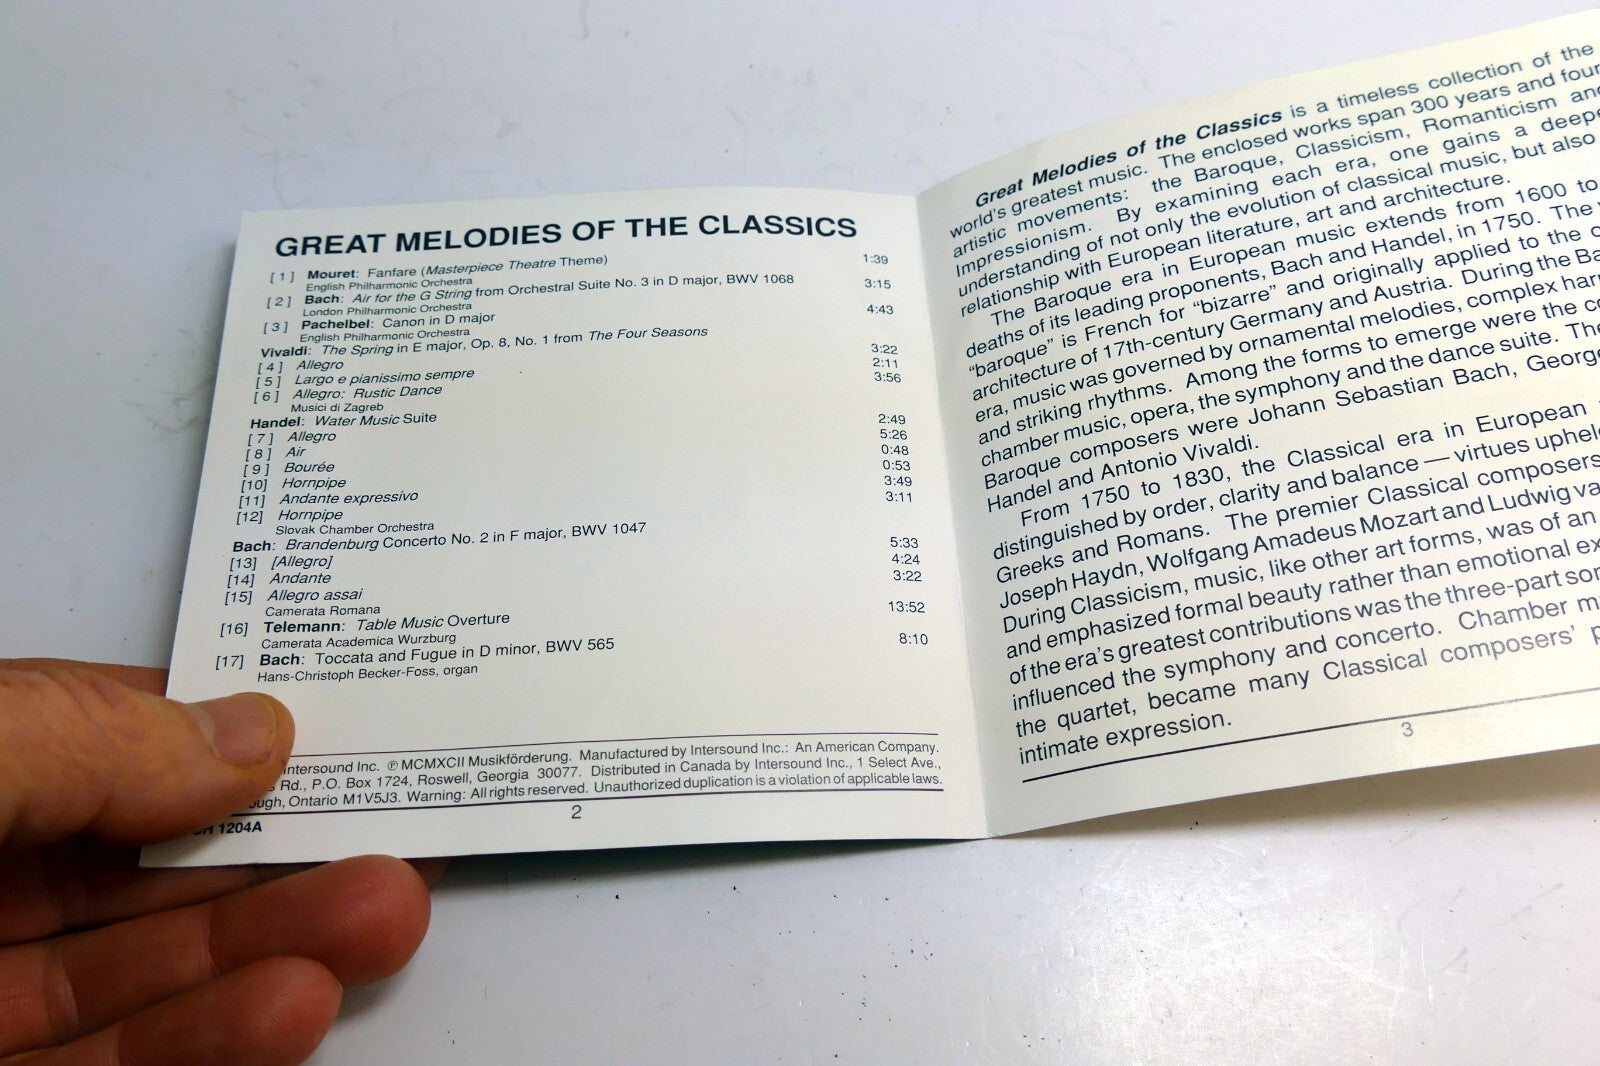 GREAT MELODIES OF THE CLASSICS
[ 1 ] Mouret: Fanfare (Masterpiece Theatre Theme) 1:39
English Philharmonic Orchestra
[ 2 ] Bach: Air for the G String from Orchestral Suite No. 3 in D major, BWV 1068 3:15
London Philharmonic Orchestra
[ 3 ] Pachelbel: Canon in D major 4:43
English Philharmonic Orchestra
Vivaldi: The Spring in E major, Op. 8, No. 1 from The Four Seasons
[ 4 ] Allegro 3:22
[ 5 ] Largo e pianissimo sempre 2:11
[ 6 ] Allegro: Rustic Dance 3:56
Musici di Zagreb
Handel: Water Music Suite
[ 7 ] Allegro 2:49
[ 8 ] Air 5:26
[ 9 ] Bourée 0:48
[10] Hornpipe 0:53
[11] Andante expressivo 3:49
[12] Hornpipe 3:11
Slovak Chamber Orchestra
Bach: Brandenburg Concerto No. 2 in F major, BWV 1047
[13] [Allegro] 5:33
[14] Andante 4:24
[15] Allegro assai 3:22
Camerata Romana
[16] Telemann: Table Music Overture 13:52
Camerata Academica Wurzburg
[17] Bach: Toccata and Fugue in D minor, BWV 565 8:10
Hans-Christoph Becker-Foss, organ
Intersound Inc. ℗ MCMXCII Musikförderung. Manufactured by Intersound Inc.: An American Company.
Rd., P.O. Box 1724, Roswell, Georgia 30077. Distributed in Canada by Intersound Inc., 1 Select Ave.,
Ontario M1V5J3. Warning: All rights reserved. Unauthorized duplication is a violation of applicable laws.
1204A
2
Great Melodies of the Classics is a timeless collection of the
world's greatest music. The enclosed works span 300 years and four
artistic movements: the Baroque, Classicism, Romanticism and
Impressionism. By examining each era, one gains a deeper
understanding of not only the evolution of classical music, but also
relationship with European literature, art and architecture.
The Baroque era in European music extends from 1600 to
deaths of its leading proponents, Bach and Handel, in 1750. The
"baroque" is French for "bizarre" and originally applied to the
architecture of 17th-century Germany and Austria. During the
era, music was governed by ornamental melodies, complex
and striking rhythms. Among the forms to emerge were the
chamber music, opera, the symphony and the dance suite. The
Baroque composers were Johann Sebastian Bach, George
Handel and Antonio Vivaldi.
From 1750 to 1830, the Classical era in European
distinguished by order, clarity and balance — virtues upheld
Greeks and Romans. The premier Classical composers
Joseph Haydn, Wolfgang Amadeus Mozart and Ludwig
During Classicism, music, like other art forms, was of an
and emphasized formal beauty rather than emotional
of the era's greatest contributions was the three-part
influenced the symphony and concerto. Chamber
the quartet, became many Classical composers'
intimate expression.
3